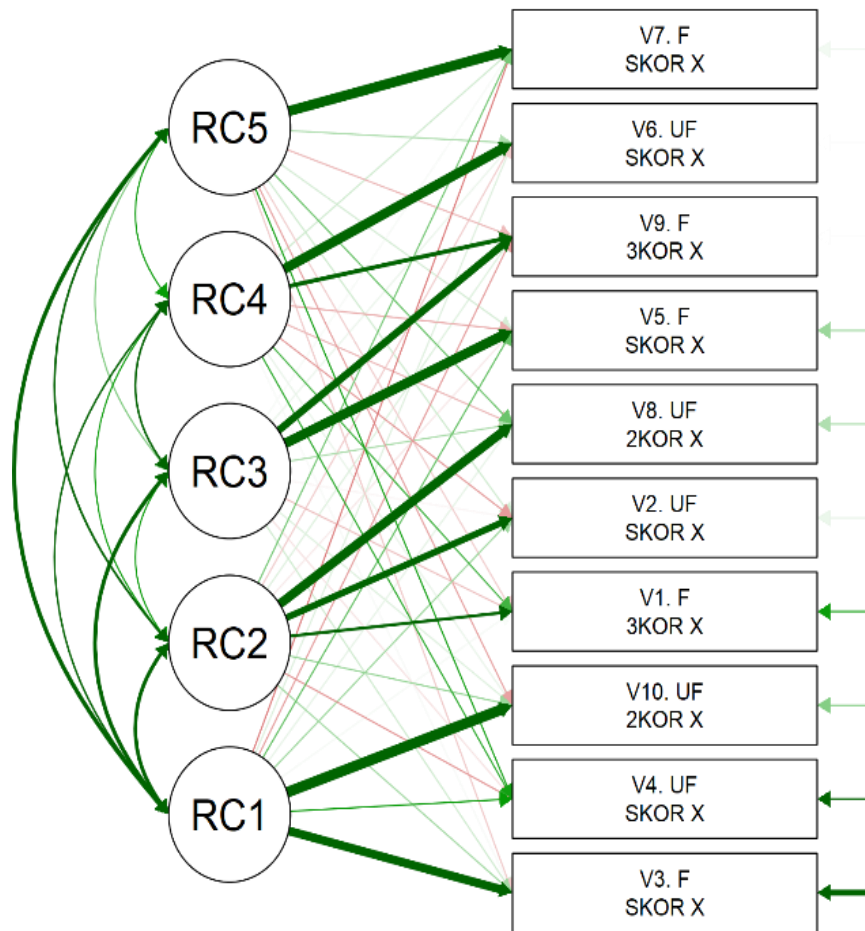 RC5
RC4
RC3
RC2
RC1
V7. F
SKOR X
V6. UF
SKOR X
V9. F
3KOR X
V5. F
SKOR X
V8. UF
2KOR X
V2. UF
SKOR X
V1. F
3KOR X
V10. UF
2KOR X
V4. UF
SKOR X
V3. F
SKOR X